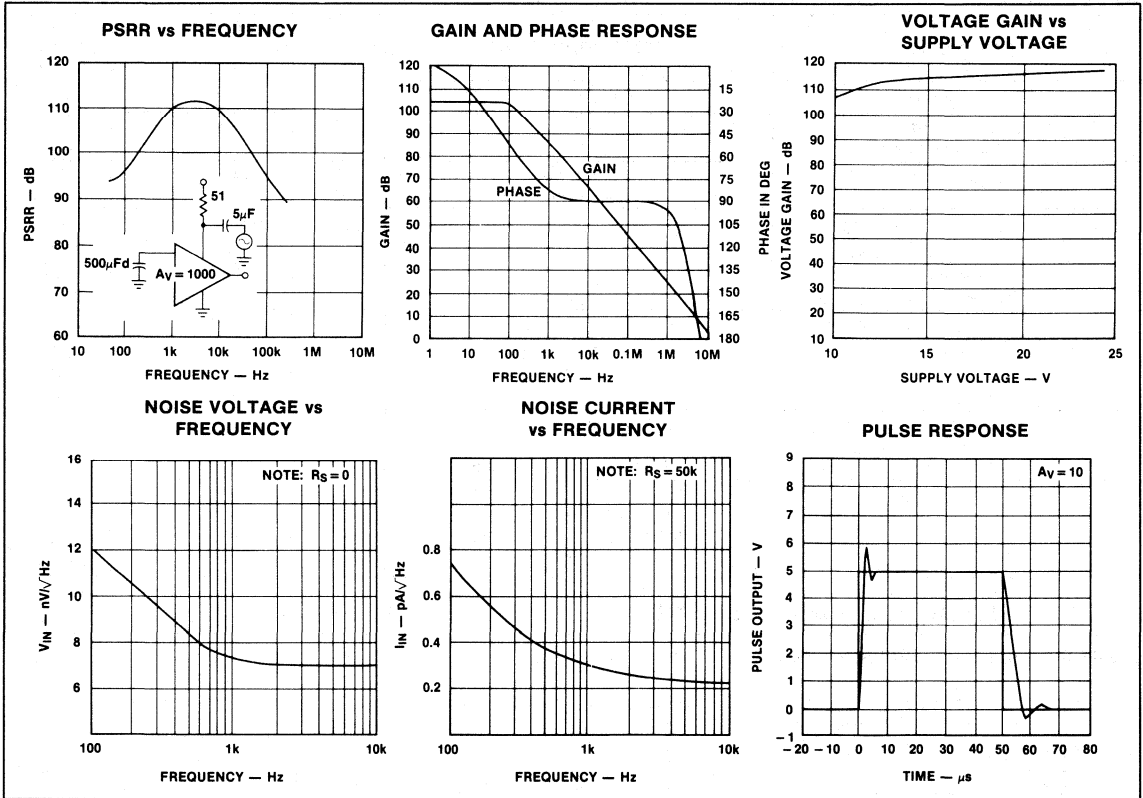 PSRR vs FREQUENCY
120
110
100
90
80
70
60
PSRR — dB
10 100 1k 10k 100k 1M 10M
FREQUENCY — Hz
51
5μF
500μFd
AV = 1000
GAIN AND PHASE RESPONSE
120
110
100
90
80
70
60
50
40
30
20
10
0
GAIN — dB
GAIN
PHASE
15
30
45
60
75
90
105
120
135
150
165
180
PHASE IN DEG
1 10 100 1k 10k 0.1M 1M 10M
FREQUENCY — Hz
VOLTAGE GAIN vs
SUPPLY VOLTAGE
120
110
100
80
70
60
50
40
30
20
10
VOLTAGE GAIN — dB
10 15 20 25
SUPPLY VOLTAGE — V
NOISE VOLTAGE vs
FREQUENCY
NOTE: RS = 0
16
14
12
10
8
6
VIN — nV/√Hz
100 1k 10k
FREQUENCY — Hz
NOISE CURRENT
vs FREQUENCY
NOTE: RS = 50k
0.8
0.6
0.4
0.2
IIN — pA/√Hz
100 1k 10k
FREQUENCY — Hz
PULSE RESPONSE
AV = 10
9
8
7
6
5
4
3
2
1
0
−1
PULSE OUTPUT — V
−20 −10 0 10 20 30 40 50 60 70 80
TIME — μs